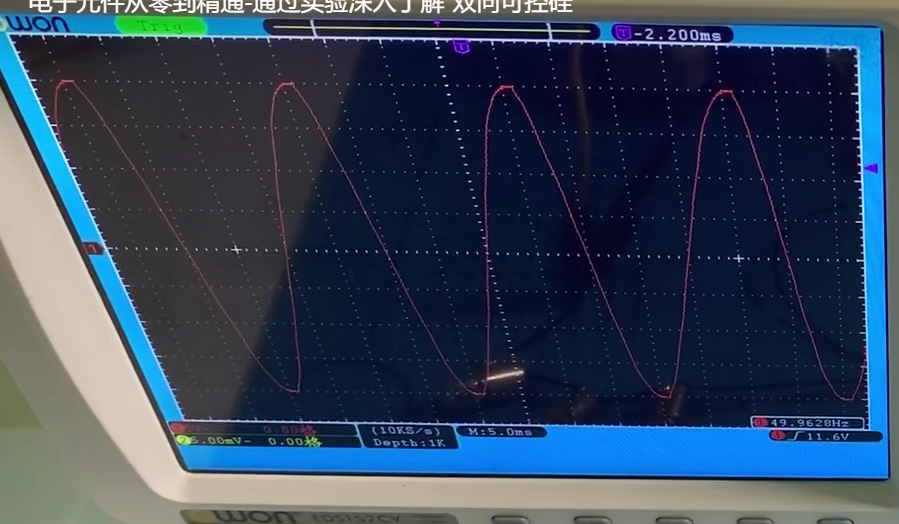 电子元件从零到精通-通过实验深入了解 双向可控硅
owon
Trig
T
T -2.200ms
1
0.00格
2 5.00mV- 0.00格
(10KS/s)
Depth:1K
M:5.0ms
1 49.9628Hz
1 11.6V
owon